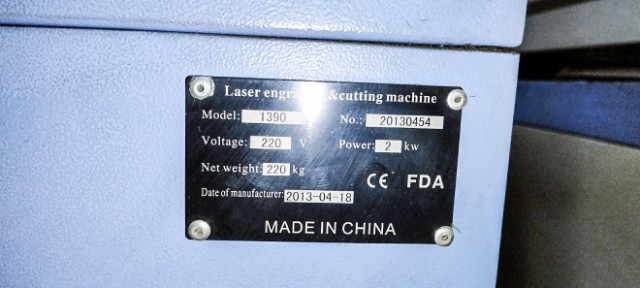 Laser engra &cutting machine
Model: 1390 No.: 20130454
Voltage: 220 V Power: 2 kw
Net weight: 220 kg
CE FDA
Date of manufacturer: 2013-04-18
MADE IN CHINA